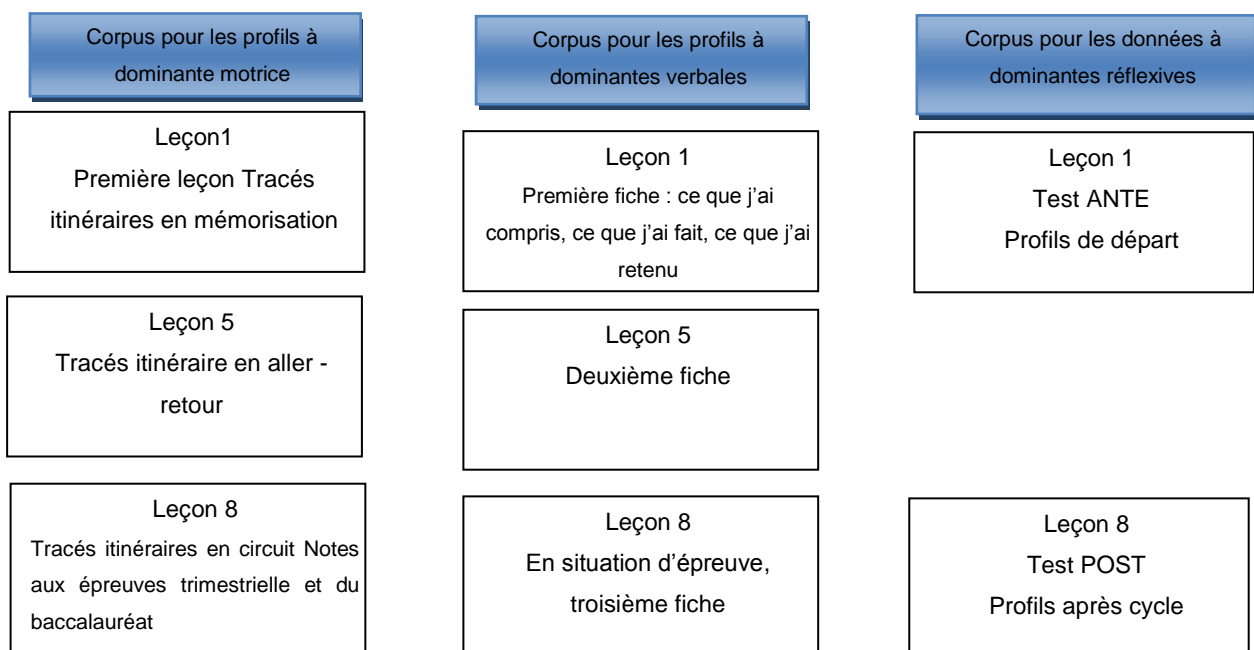 Corpus pour les profils à
dominante motrice
Leçon1
Première leçon Tracés
itinéraires en mémorisation
Leçon 5
Tracés itinéraire en aller -
retour
Leçon 8
Tracés itinéraires en circuit Notes
aux épreuves trimestrielle et du
baccalauréat
Corpus pour les profils à
dominantes verbales
Leçon 1
Première fiche : ce que j’ai
compris, ce que j’ai fait, ce que j’ai
retenu
Leçon 5
Deuxième fiche
Leçon 8
En situation d’épreuve,
troisième fiche
Corpus pour les données à
dominantes réflexives
Leçon 1
Test ANTE
Profils de départ
Leçon 8
Test POST
Profils après cycle